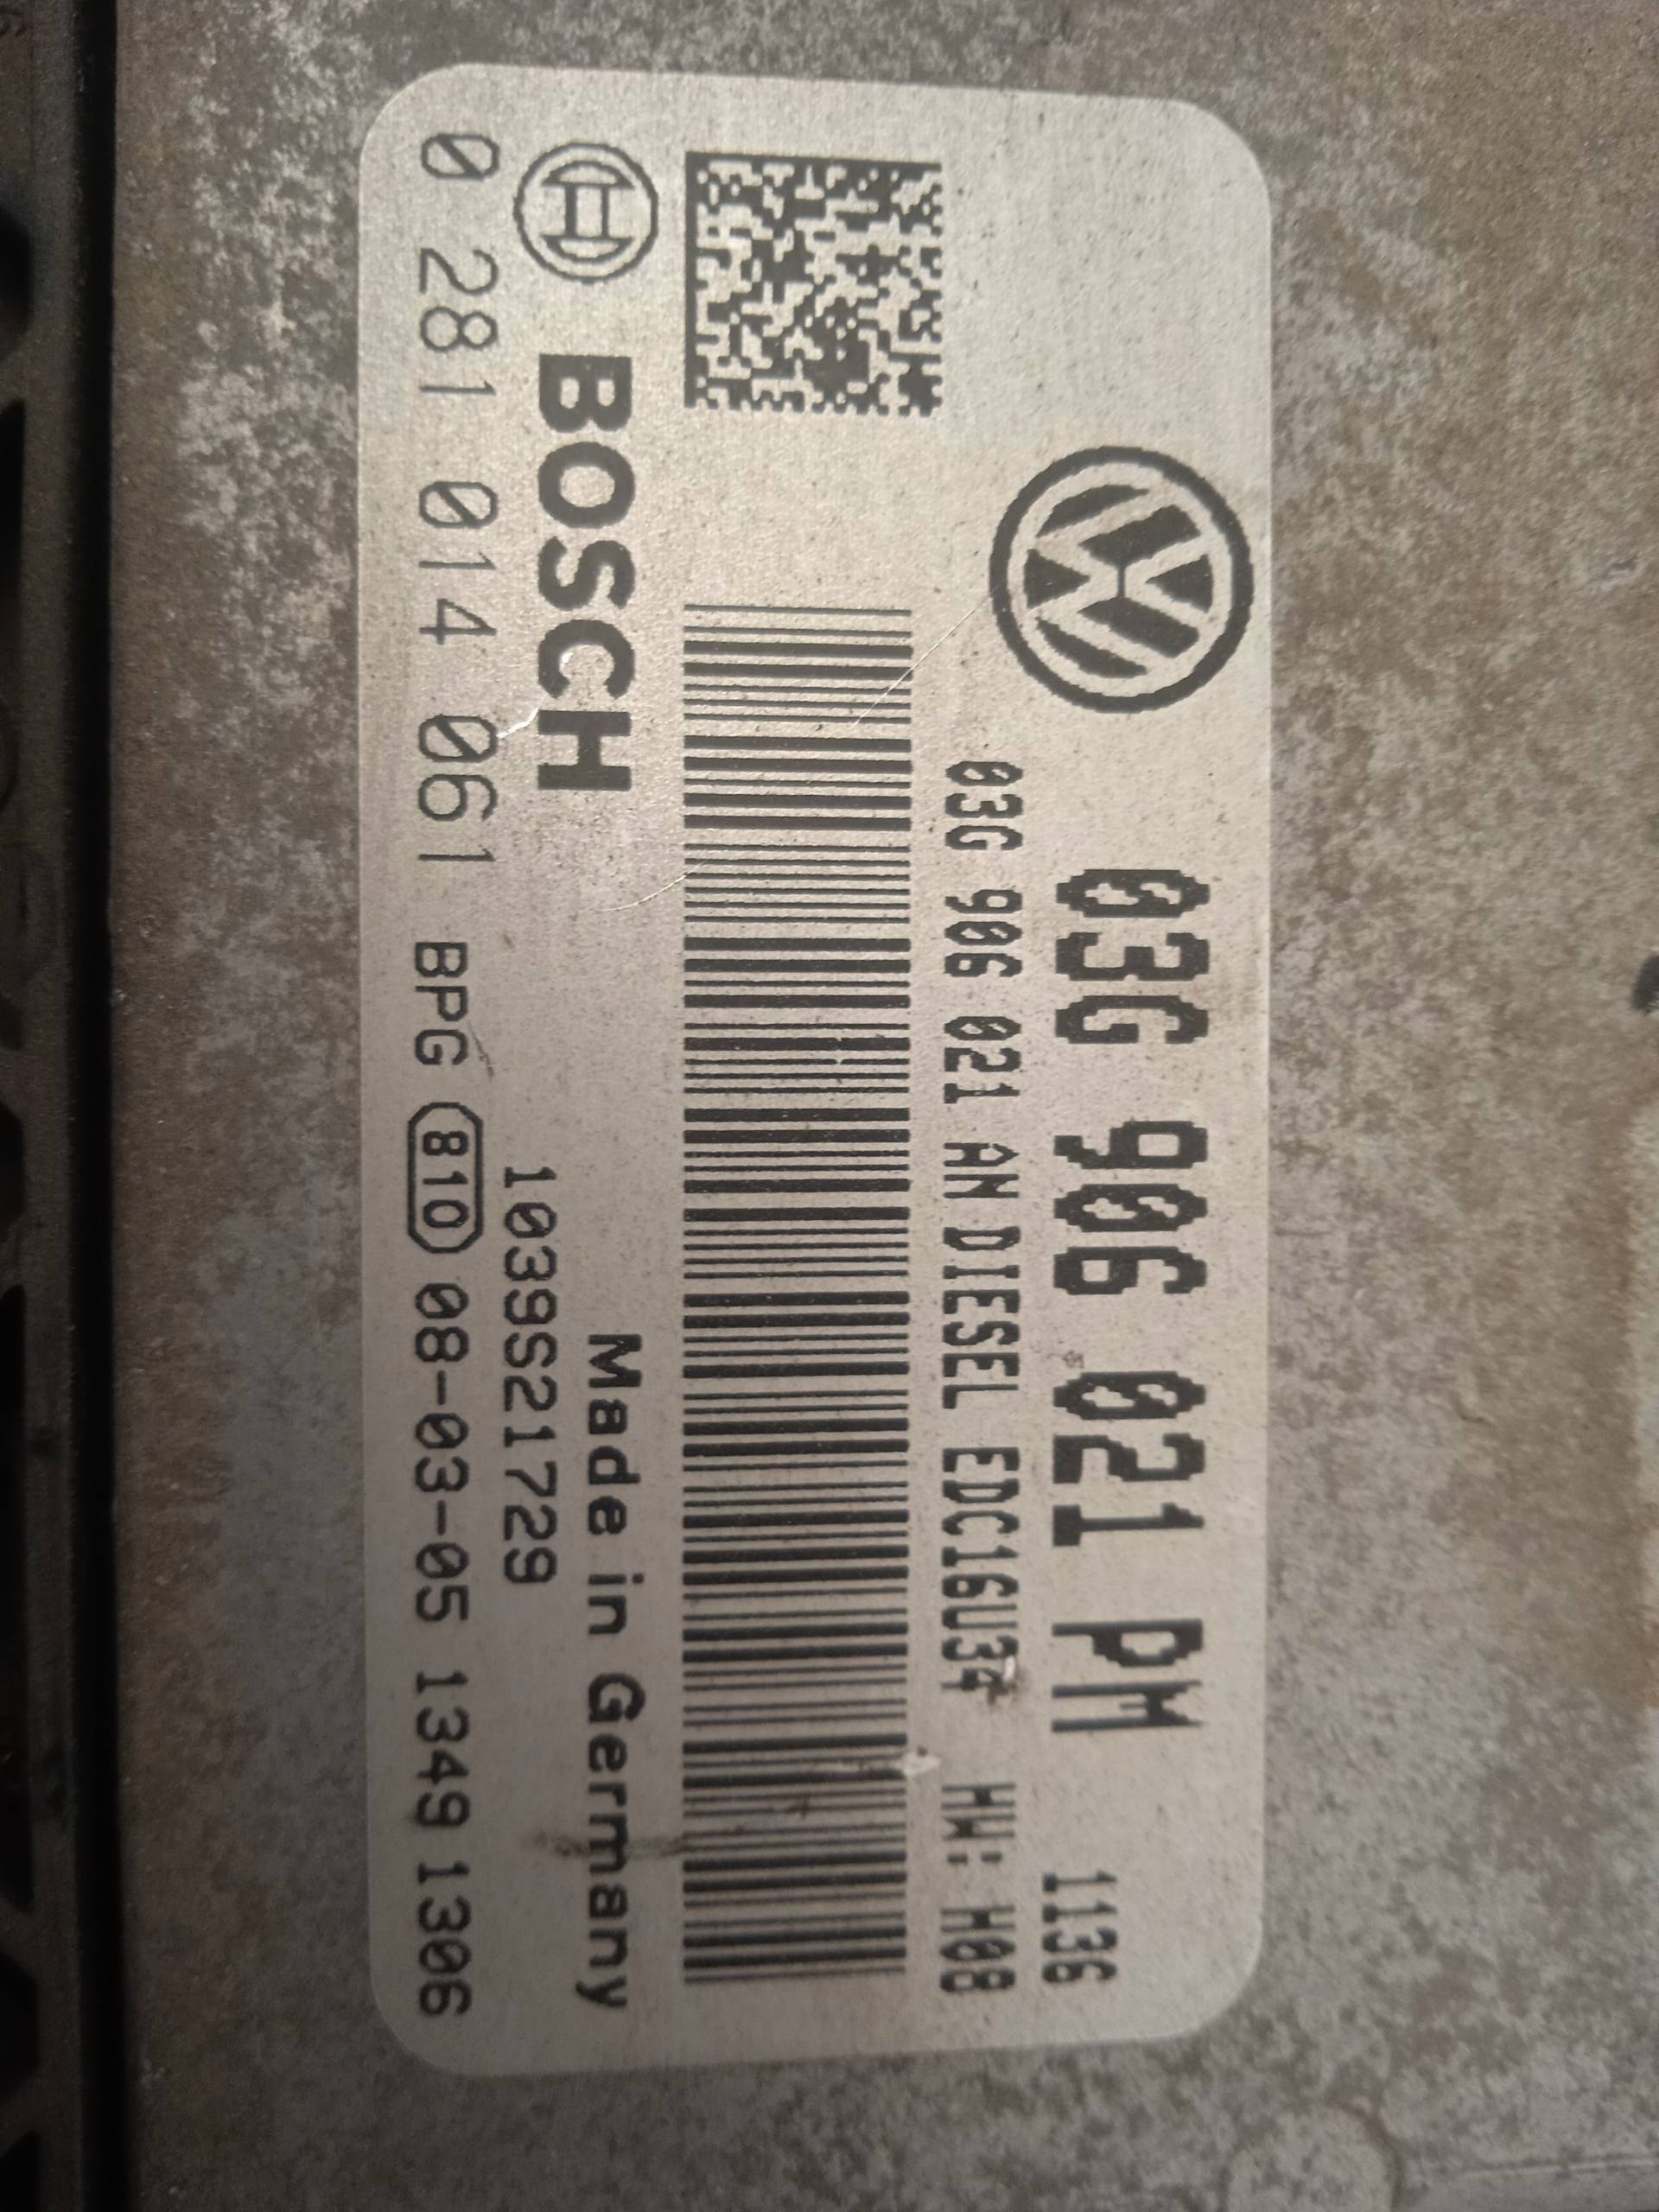 03G 906 021 PM
1136
03G 906 021 AN DIESEL EDC16U34 HW: H08
BOSCH
Made in Germany
1039S21729
0 281 014 061 BPG 810 08-03-05 1349 1306